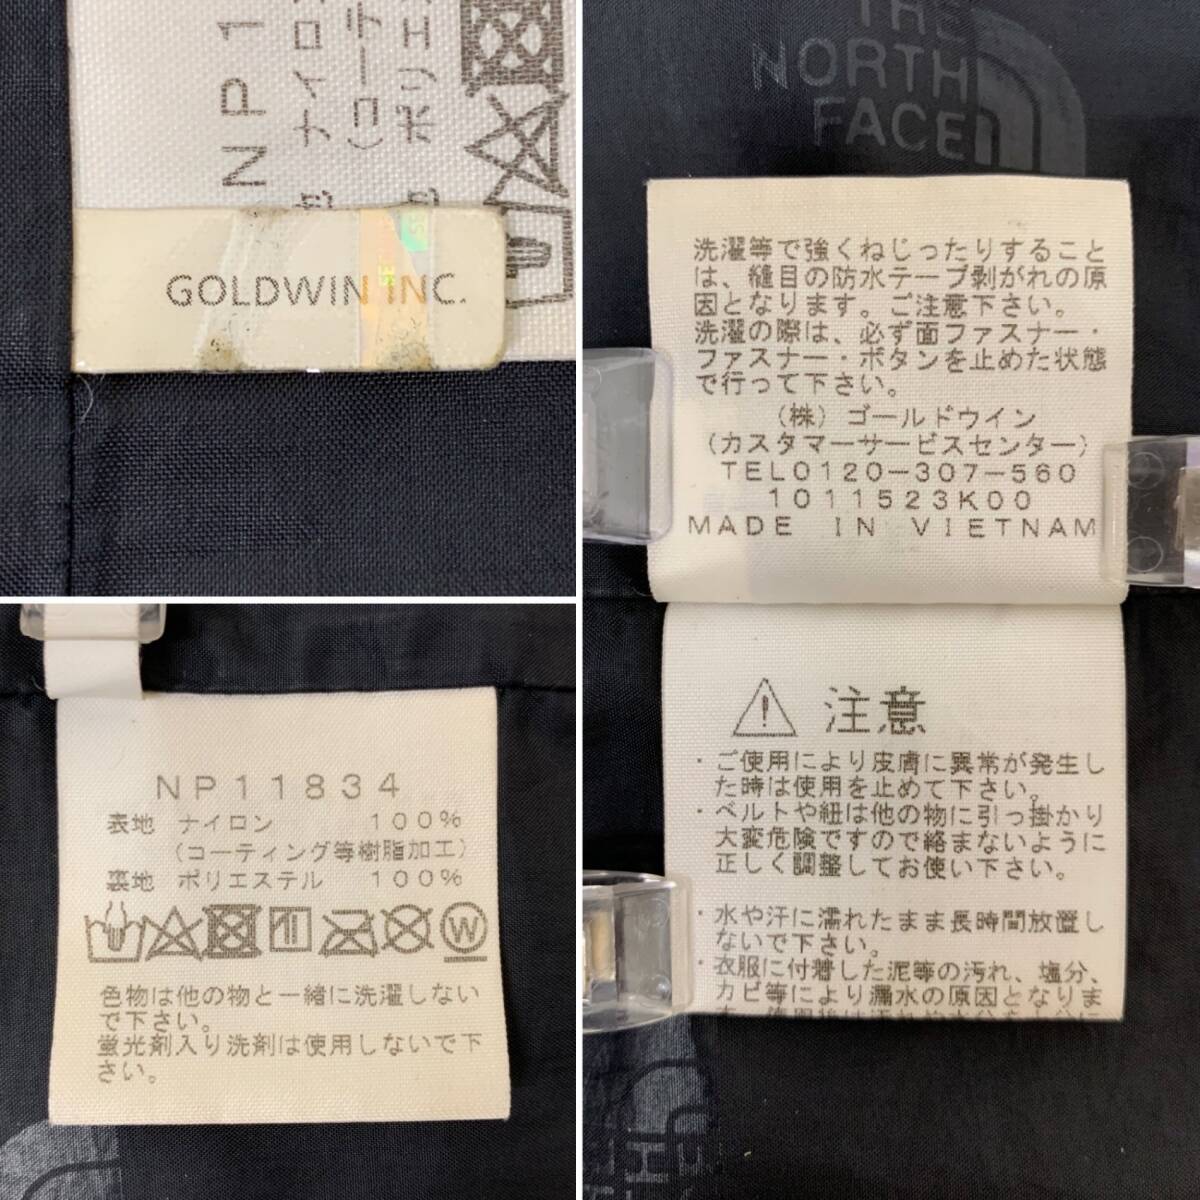 NP1
ナイロ
(コーテ
ポリエ
GOLDWIN INC.
THE
NORTH
FACE
洗濯等で強くねじったりすること
は、縫目の防水テープ剥がれの原
因となります。ご注意下さい。
洗濯の際は、必ず面ファスナー・
ファスナー・ボタンを止めた状態
で行って下さい。
(株)ゴールドウイン
(カスタマーサービスセンター)
TEL0120-307-560
1011523K00
MADE IN VIETNAM
注意
・ご使用により皮膚に異常が発生し
た時は使用を止めて下さい。
・ベルトや紐は他の物に引っ掛かり
大変危険ですので絡まないように
正しく調整してお使い下さい。
・水や汗に濡れたまま長時間放置し
ないで下さい。
・衣服に付着した泥等の汚れ、塩分、
カビ等により漏水の原因となりま
NP11834
表地 ナイロン 100%
(コーティング等樹脂加工)
裏地 ポリエステル 100%
W
色物は他の物と一緒に洗濯しない
で下さい。
蛍光剤入り洗剤は使用しないで下
さい。